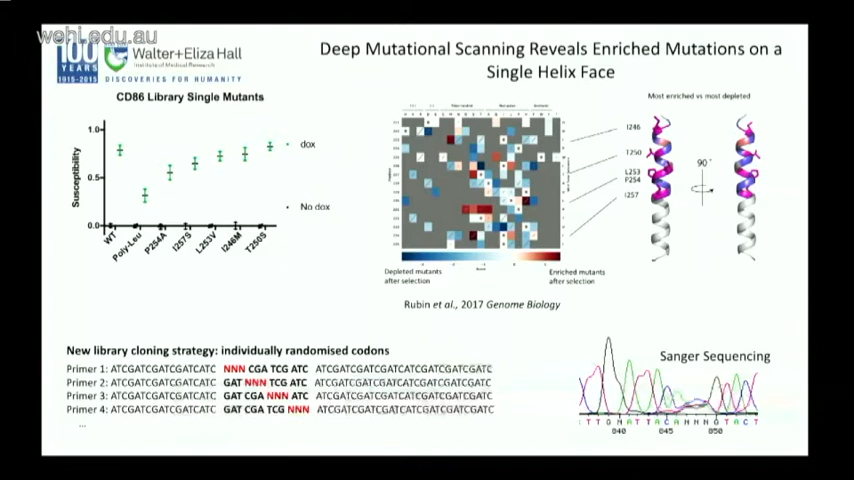 wehi.edu.au
100
YEARS
1915-2015
Walter+Eliza Hall
Institute of Medical Research
DISCOVERIES FOR HUMANITY
Deep Mutational Scanning Reveals Enriched Mutations on a
Single Helix Face
CD86 Library Single Mutants
Susceptibility
1.0
0.5
0.0
dox
No dox
WT
Poly-Leu
P254A
I257S
L253V
I246M
T250S
Depleted mutants
after selection
Enriched mutants
after selection
Rubin et al., 2017 Genome Biology
Most enriched vs most depleted
I246
T250
L253
P254
I257
90°
New library cloning strategy: individually randomised codons
Primer 1: ATCGATCGATCGATCATC NNN CGA TCG ATC ATCGATCGATCGATCATCGATCGATCGATC
Primer 2: ATCGATCGATCGATCATC GAT NNN TCG ATC ATCGATCGATCGATCATCGATCGATCGATC
Primer 3: ATCGATCGATCGATCATC GAT CGA NNN ATC ATCGATCGATCGATCATCGATCGATCGATC
Primer 4: ATCGATCGATCGATCATC GAT CGA TCG NNN ATCGATCGATCGATCATCGATCGATCGATC
...
Sanger Sequencing
T T G N A T T A C A N N N G T A C T
840 845 850